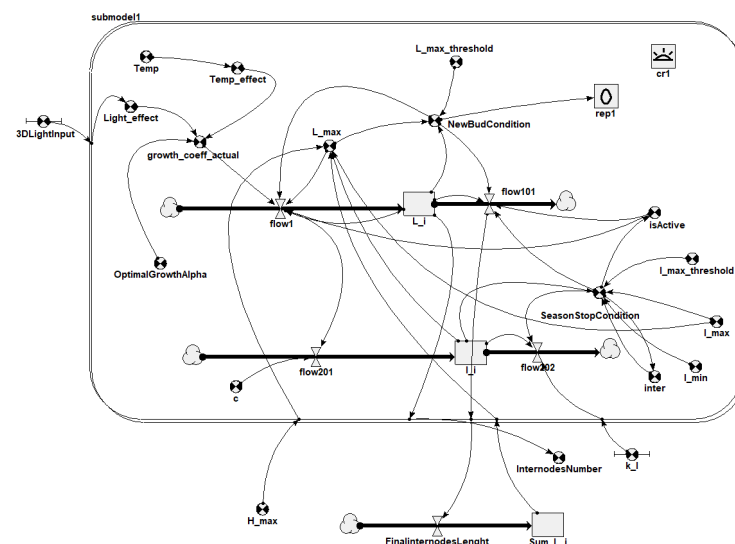 submodel1
L_max_threshold
Temp
Temp_effect
cr1
Light_effect
rep1
3DLightInput
NewBudCondition
L_max
growth_coeff_actual
flow101
L_i
flow1
isActive
OptimalGrowthAlpha
l_max_threshold
SeasonStopCondition
l_max
l_i
flow202
flow201
l_min
inter
c
InternodesNumber
k_l
H_max
FinalInternodesLenght
Sum_L_i